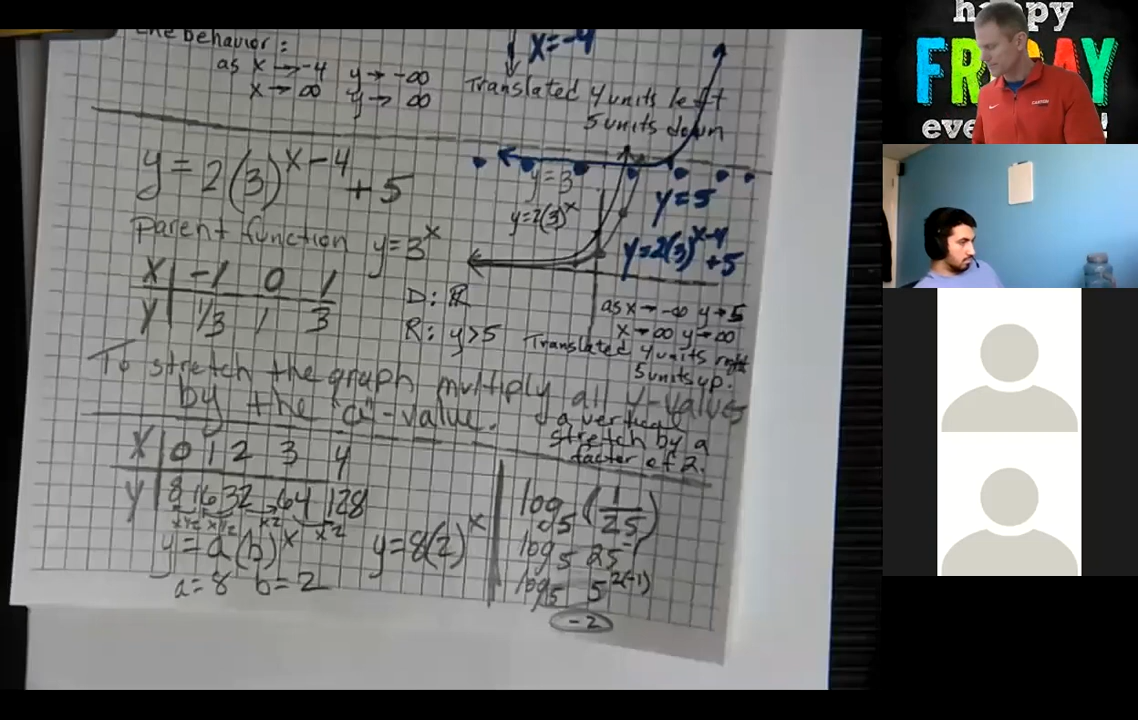 the behavior:
as x → -4 y → -∞
x → ∞ y → ∞
x=-4
Translated 4 units left
5 units down
y = 2(3)^x-4 + 5
parent function y=3^x
X | -1 0 1
Y | 1/3 1 3
D: ℝ
R: y>5
y=3^x
y=2(3)^x
y=5
y=2(3)^x-4 +5
as x → -∞ y → 5
x → ∞ y → ∞
Translated 4 units right
5 units up.
a vertical
stretch by a
factor of 2.
To stretch the graph multiply all y-values
by the "a"-value.
X | 0 1 2 3 4
Y | 8 16 32 64 128
x2 x2 x2 x2
y=a(b)^x
y=8(2)^x
a=8 b=2
log5 (1/25)
log5 25^-1
log5 5^2(-1)
-2
happy
FRIDAY